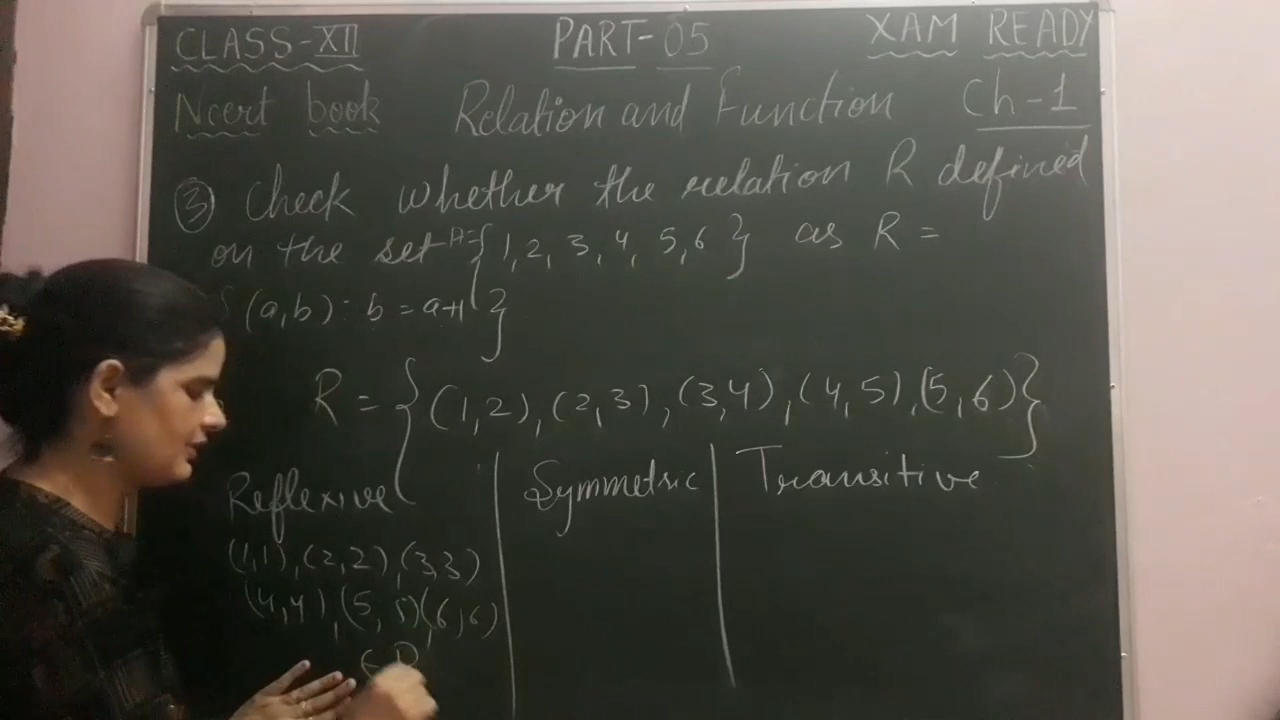 CLASS-XII PART-05 XAM READY
Ncert book Relation and Function Ch-1
③ Check whether the relation R defined
on the set A={1,2,3,4,5,6} as R =
{(a,b): b = a+1}
R = {(1,2),(2,3),(3,4),(4,5),(5,6)}
Reflexive Symmetric Transitive
(1,1),(2,2),(3,3)
(4,4),(5,5)(6,6)
∈ R